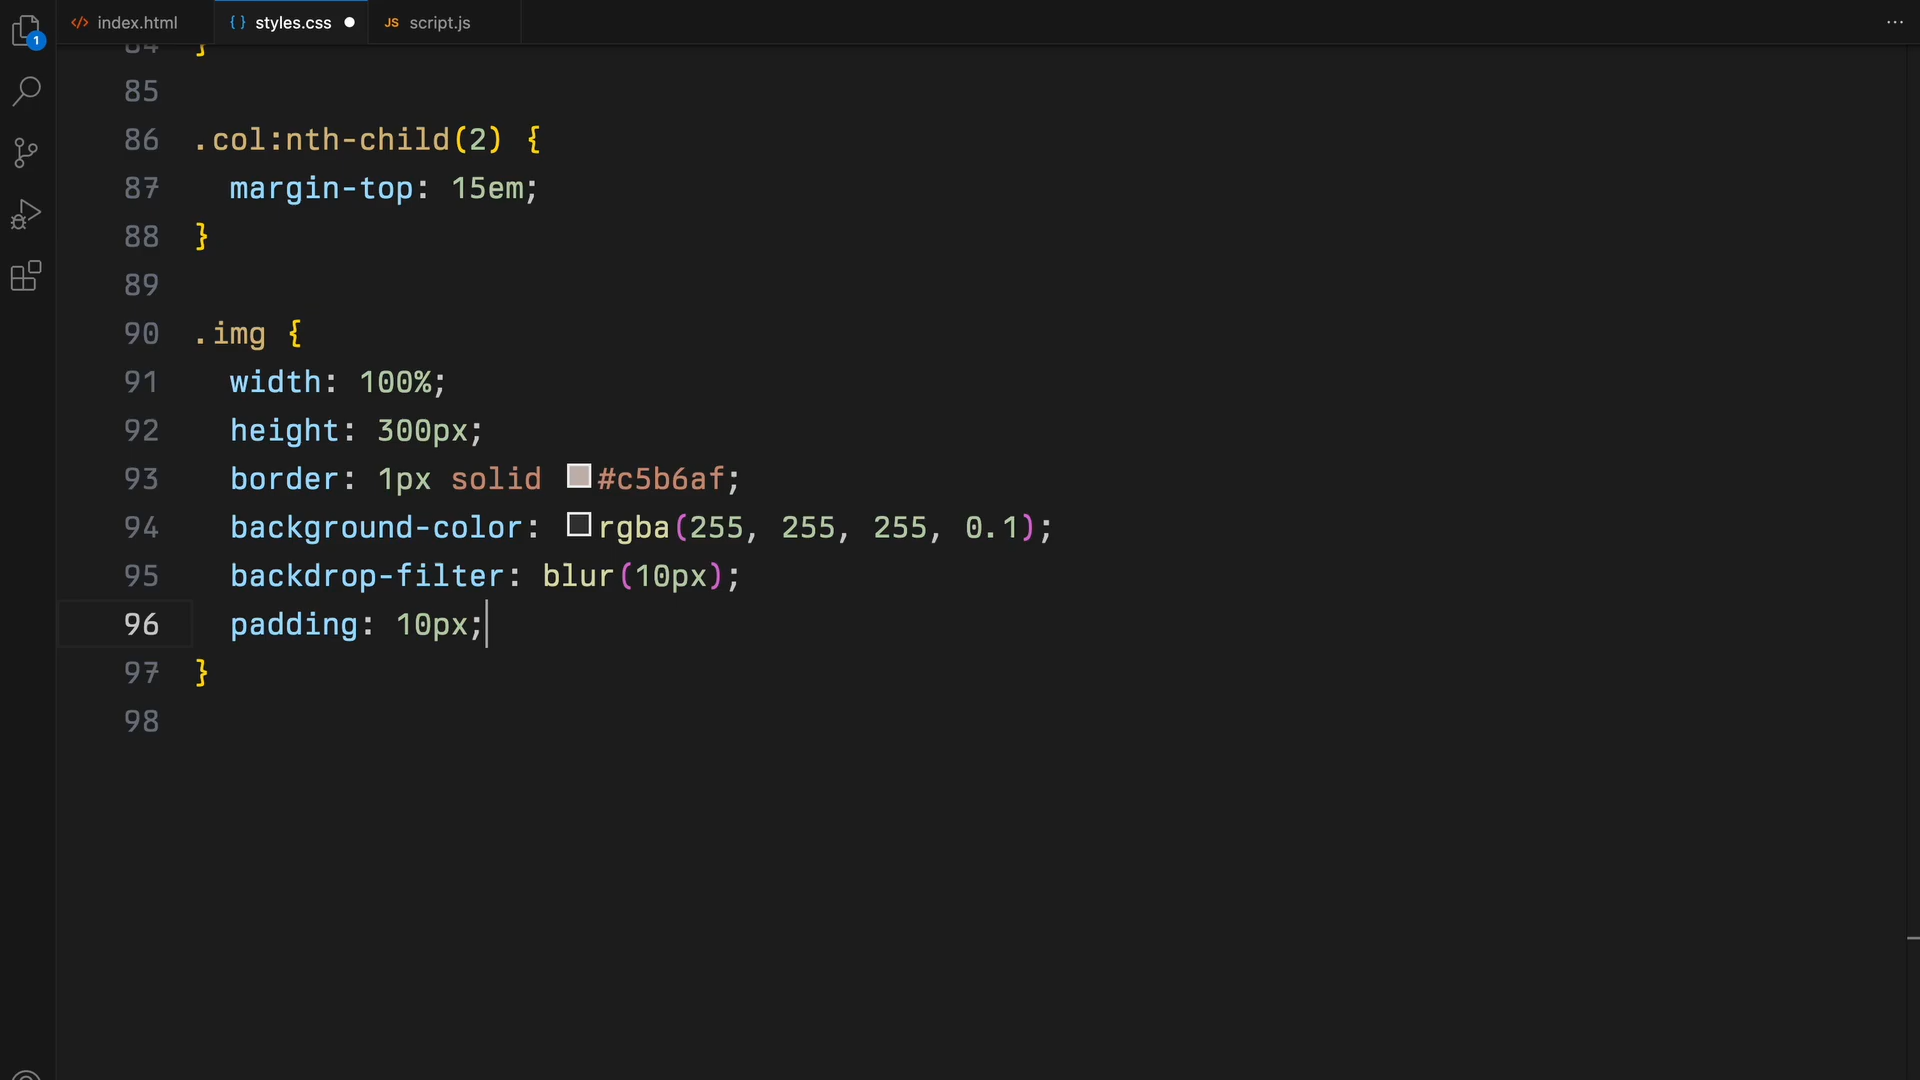 index.html
{ } styles.css
JS script.js
1
84 }
85
86 .col:nth-child(2) {
87 margin-top: 15em;
88 }
89
90 .img {
91 width: 100%;
92 height: 300px;
93 border: 1px solid #c5b6af;
94 background-color: rgba(255, 255, 255, 0.1);
95 backdrop-filter: blur(10px);
96 padding: 10px;
97 }
98